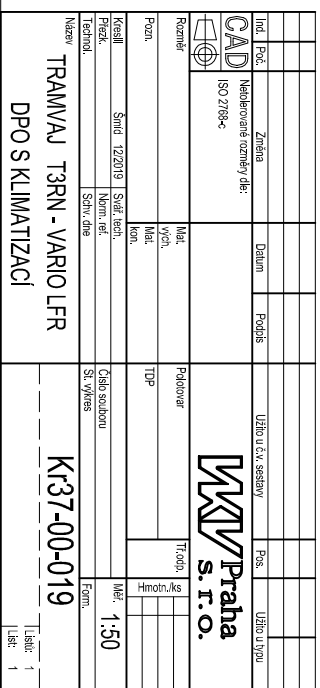 Ind. Poč. Změna Datum Podpis Užito u č.v. sestavy Pos. Užito u typu
CAD
Netolerované rozměry dle:
ISO 2768-c
VKV Praha
s. r. o.
Rozměr Mat. vých. Polotovar Tř.odp. Hmotn./ks
Pozn. Mat. kon. TDP
Kreslil Šmíd 12/2019 Svář. tech. Číslo souboru Měř. 1:50
Přezk. Norm. ref.
Technol. Schv. dne St. výkres Form.
Název
TRAMVAJ T3RN - VARIO LFR
DPO S KLIMATIZACÍ
Kr37-00-019
Listů: 1
List: 1